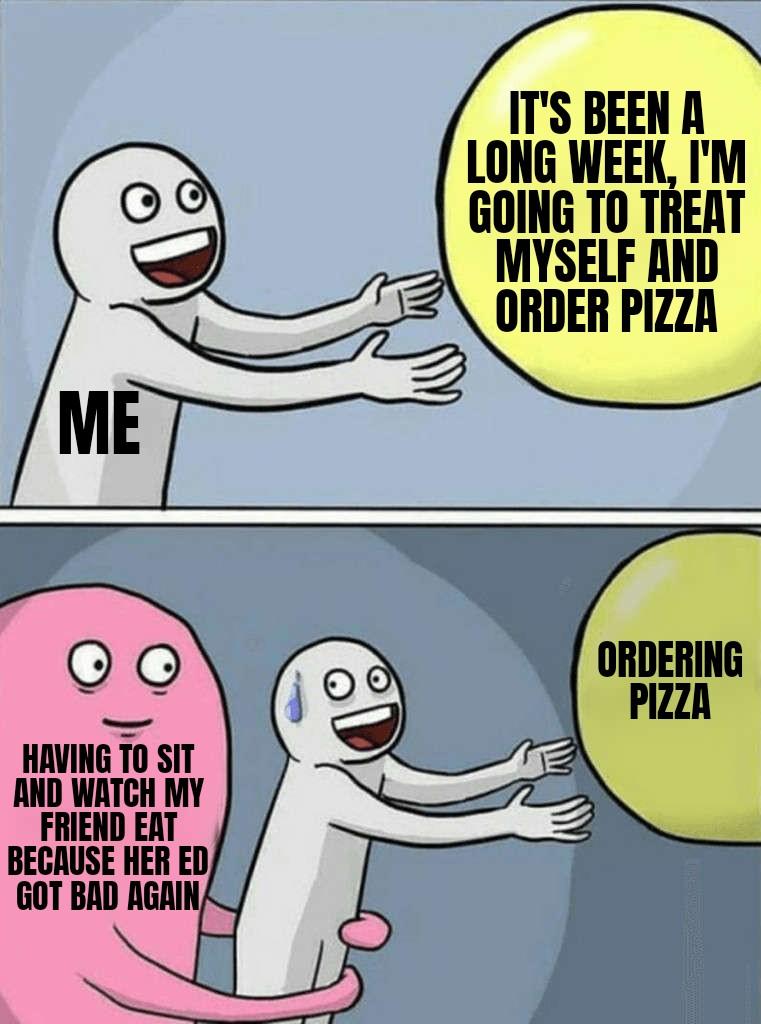 IT'S BEEN A
LONG WEEK, I'M
GOING TO TREAT
MYSELF AND
ORDER PIZZA
ME
ORDERING
PIZZA
HAVING TO SIT
AND WATCH MY
FRIEND EAT
BECAUSE HER ED
GOT BAD AGAIN